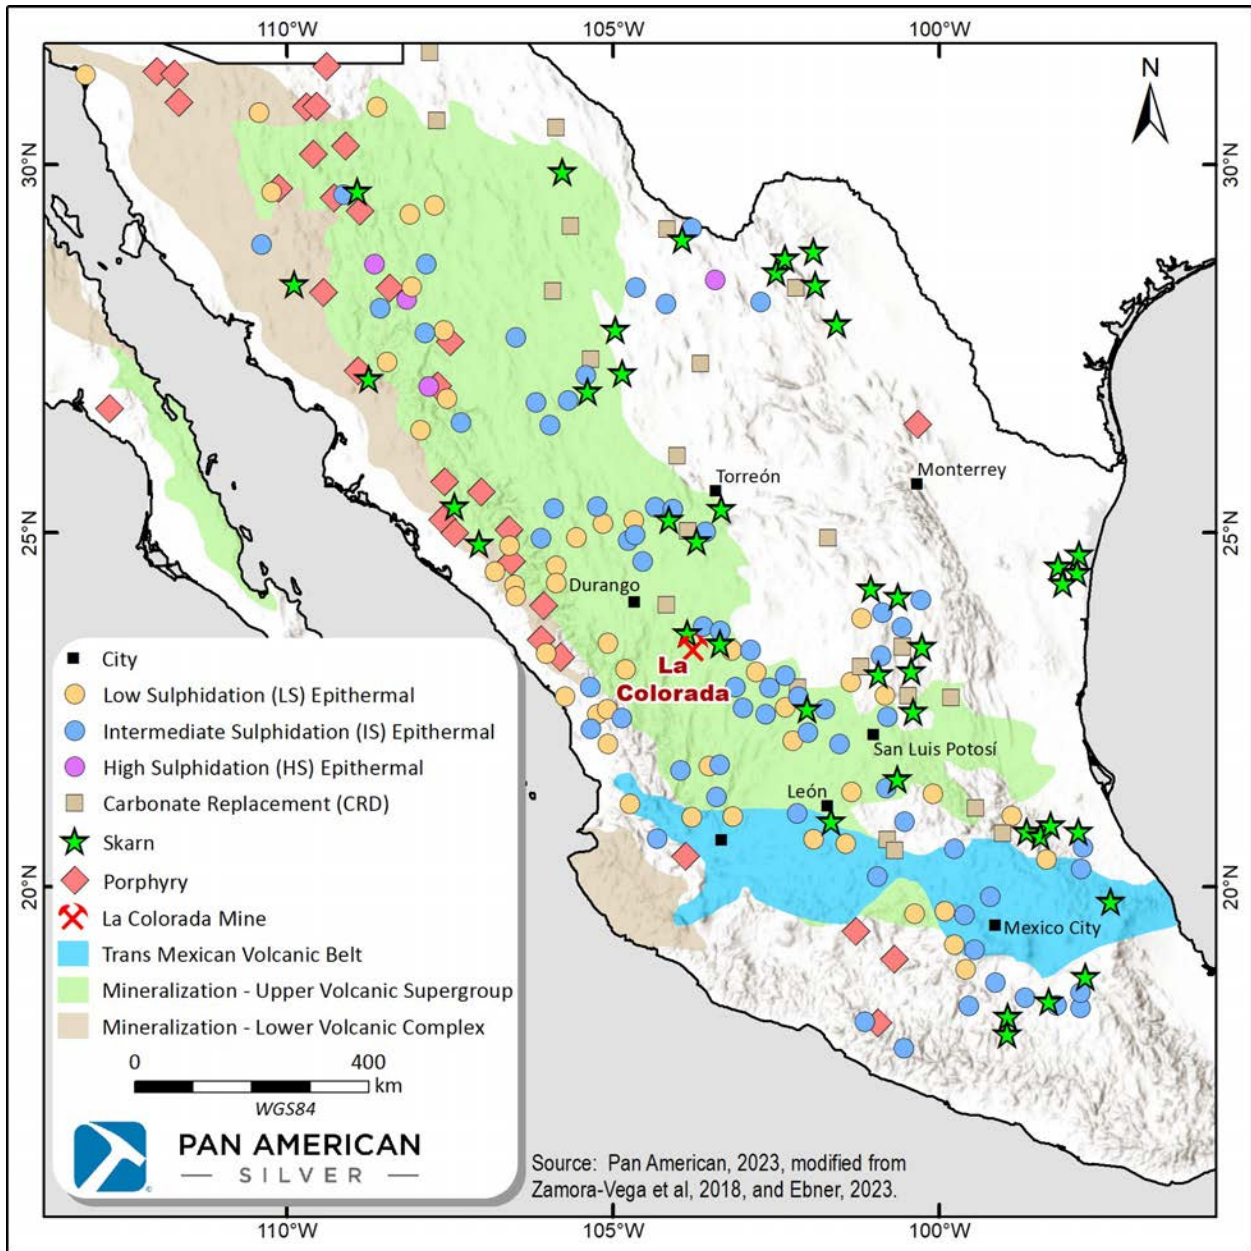 110°W
105°W
100°W
N
30°N
30°N
Torreón
Monterrey
25°N
25°N
Durango
La
Colorada
San Luis Potosí
León
20°N
20°N
Mexico City
City
Low Sulphidation (LS) Epithermal
Intermediate Sulphidation (IS) Epithermal
High Sulphidation (HS) Epithermal
Carbonate Replacement (CRD)
Skarn
Porphyry
La Colorada Mine
Trans Mexican Volcanic Belt
Mineralization - Upper Volcanic Supergroup
Mineralization - Lower Volcanic Complex
0 400
km
WGS84
PAN AMERICAN
— SILVER —
Source: Pan American, 2023, modified from
Zamora-Vega et al, 2018, and Ebner, 2023.
110°W
105°W
100°W